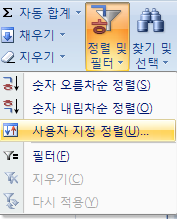 Σ 자동 합계
채우기
지우기
정렬 및
필터
찾기 및
선택
숫자 오름차순 정렬(S)
숫자 내림차순 정렬(O)
사용자 지정 정렬(U)...
필터(F)
지우기(C)
다시 적용(Y)